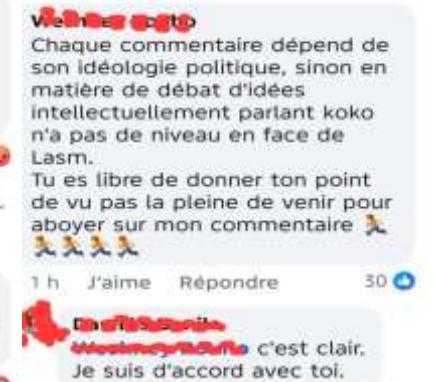 Chaque commentaire dépend de
son idéologie politique, sinon en
matière de débat d'idées
intellectuellement parlant koko
n'a pas de niveau en face de
Lasm.
Tu es libre de donner ton point
de vu pas la pleine de venir pour
aboyer sur mon commentaire 🏃
🏃🏃🏃🏃
1 h J'aime Répondre 30
c'est clair.
Je suis d'accord avec toi.